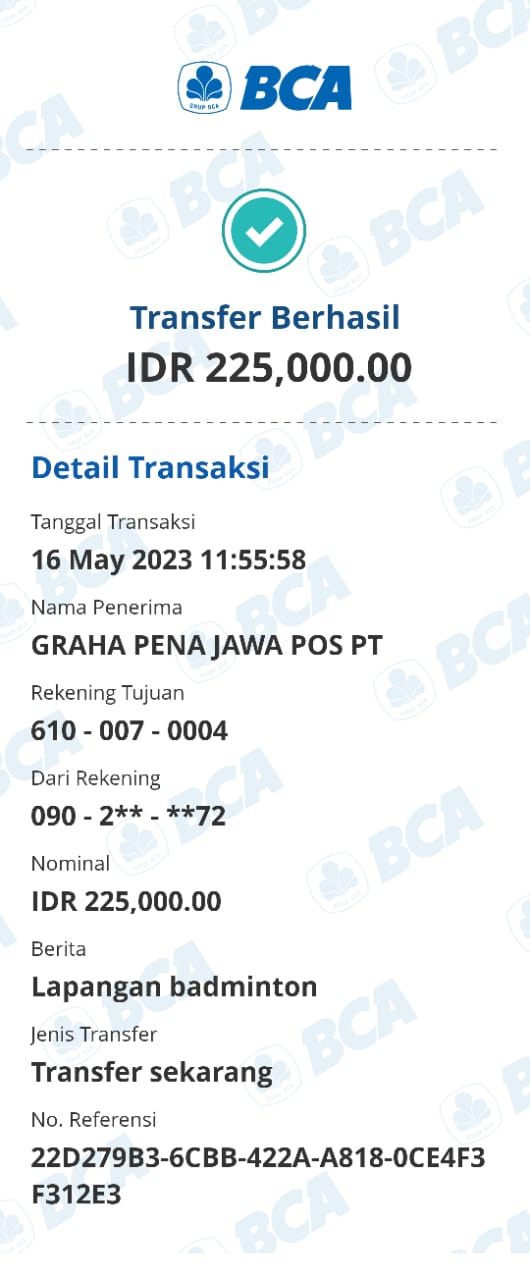 BCA
Transfer Berhasil
IDR 225,000.00
Detail Transaksi
Tanggal Transaksi
16 May 2023 11:55:58
Nama Penerima
GRAHA PENA JAWA POS PT
Rekening Tujuan
610 - 007 - 0004
Dari Rekening
090 - 2** - **72
Nominal
IDR 225,000.00
Berita
Lapangan badminton
Jenis Transfer
Transfer sekarang
No. Referensi
22D279B3-6CBB-422A-A818-0CE4F3
F312E3